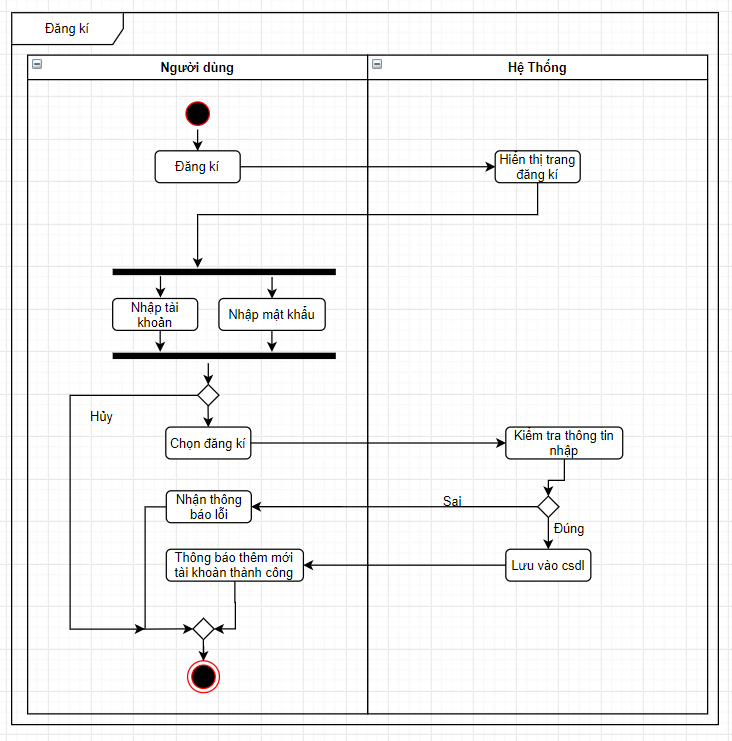 Đăng kí
Người dùng
Hệ Thống
Đăng kí
Hiển thị trang
đăng kí
Nhập tài
khoản
Nhập mật khẩu
Hủy
Chọn đăng kí
Kiểm tra thông tin
nhập
Nhận thông
báo lỗi
Sai
Đúng
Thông báo thêm mới
tài khoản thành công
Lưu vào csdl